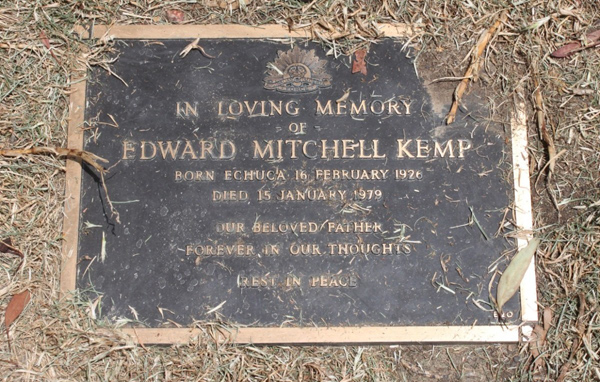 IN LOVING MEMORY
OF
EDWARD MITCHELL KEMP
BORN ECHUCA 16 FEBRUARY 1926
DIED 15 JANUARY 1979
OUR BELOVED FATHER
FOREVER IN OUR THOUGHTS
REST IN PEACE